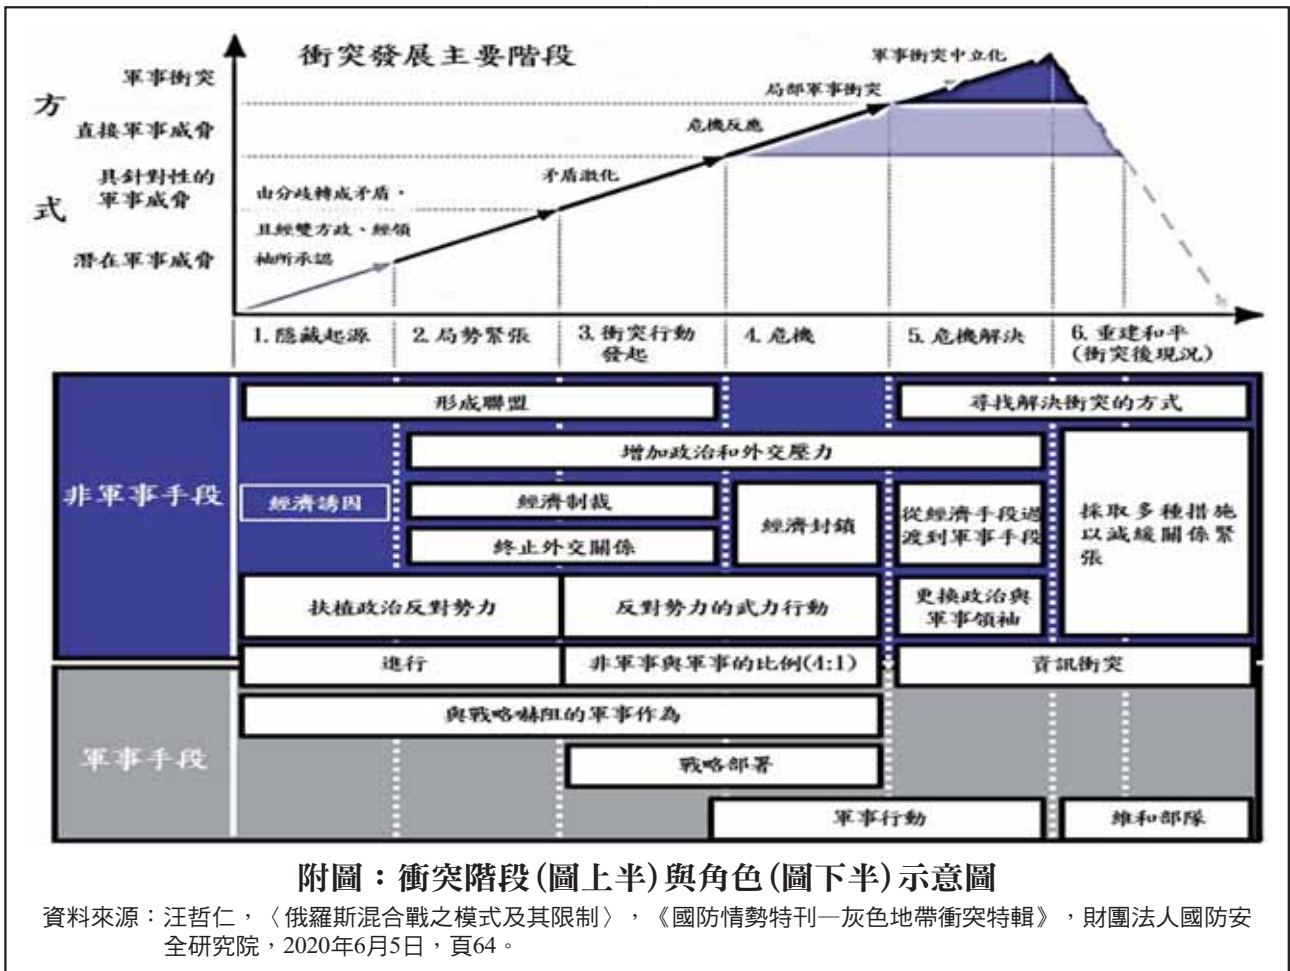 衝突發展主要階段
方
式
軍事衝突
直接軍事威脅
具針對性的
軍事威脅
潛在軍事威脅
由分歧轉成矛盾，
且經雙方政、經領
袖所承認
矛盾激化
危機反應
局部軍事衝突
軍事衝突中立化
1. 隱藏起源
2. 局勢緊張
3. 衝突行動
發起
4. 危機
5. 危機解決
6. 重建和平
(衝突後現況)
非軍事手段
形成聯盟
尋找解決衝突的方式
增加政治和外交壓力
經濟誘因
經濟制裁
終止外交關係
經濟封鎖
從經濟手段過
渡到軍事手段
採取多種措施
以減緩關係緊
張
扶植政治反對勢力
反對勢力的武力行動
更換政治與
軍事領袖
進行
非軍事與軍事的比例(4:1)
資訊衝突
軍事手段
與戰略嚇阻的軍事作為
戰略部署
軍事行動
維和部隊
附圖：衝突階段(圖上半)與角色(圖下半)示意圖
資料來源：汪哲仁，〈俄羅斯混合戰之模式及其限制〉，《國防情勢特刊—灰色地帶衝突特輯》，財團法人國防安
全研究院，2020年6月5日，頁64。